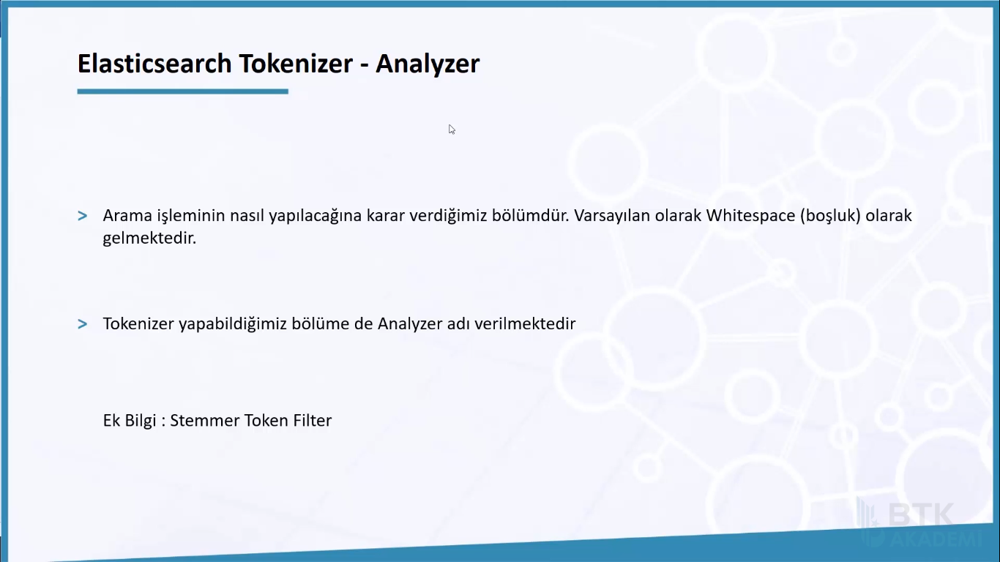 Elasticsearch Tokenizer - Analyzer
> Arama işleminin nasıl yapılacağına karar verdiğimiz bölümdür. Varsayılan olarak Whitespace (boşluk) olarak
gelmektedir.
> Tokenizer yapabildiğimiz bölüme de Analyzer adı verilmektedir
Ek Bilgi : Stemmer Token Filter
BTK
AKADEMİ